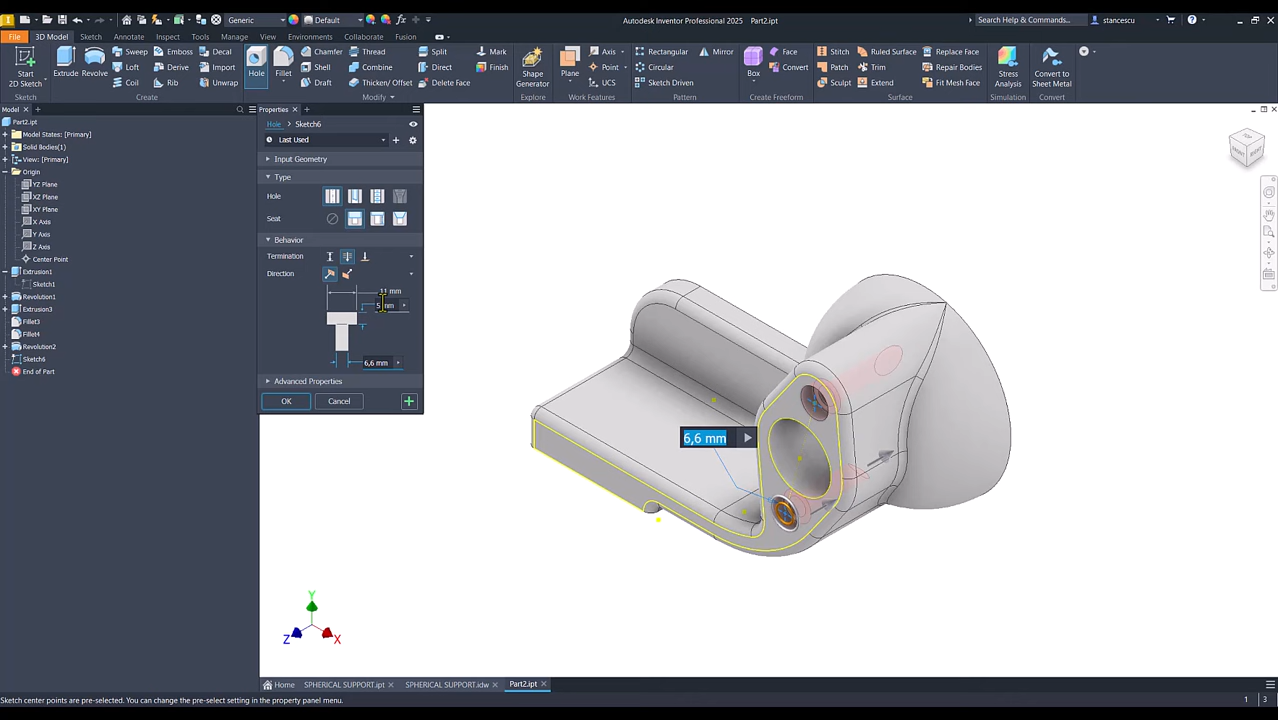 Generic
Default
Autodesk Inventor Professional 2025 Part2.ipt
Search Help & Commands...
stancescu
File 3D Model Sketch Annotate Inspect Tools Manage View Environments Collaborate Fusion
Start 2D Sketch
Sketch
Extrude Revolve
Sweep Emboss Decal
Loft Derive Import
Coil Rib Unwrap
Create
Hole Fillet
Chamfer Thread Split Mark
Shell Combine Direct Finish
Draft Thicken/ Offset Delete Face
Modify
Shape Generator
Explore
Plane
Axis
Point
UCS
Work Features
Rectangular Mirror
Circular
Sketch Driven
Pattern
Box
Face
Convert
Create Freeform
Stitch Ruled Surface Replace Face
Patch Trim Repair Bodies
Sculpt Extend Fit Mesh Face
Surface
Stress Analysis
Simulation
Convert to Sheet Metal
Convert
Model
Part2.ipt
Model States: [Primary]
Solid Bodies(1)
View: [Primary]
Origin
YZ Plane
XZ Plane
XY Plane
X Axis
Y Axis
Z Axis
Center Point
Extrusion1
Sketch1
Revolution1
Extrusion3
Fillet3
Fillet4
Revolution2
Sketch6
End of Part
Properties
Hole Sketch6
Last Used
Input Geometry
Type
Hole
Seat
Behavior
Termination
Direction
11 mm
5 mm
6,6 mm
Advanced Properties
OK Cancel
6,6 mm
TOP
FRONT RIGHT
Y
Z X
Home SPHERICAL SUPPORT.ipt SPHERICAL SUPPORT.idw Part2.ipt
Sketch center points are pre-selected. You can change the pre-select setting in the property panel menu.
1 3